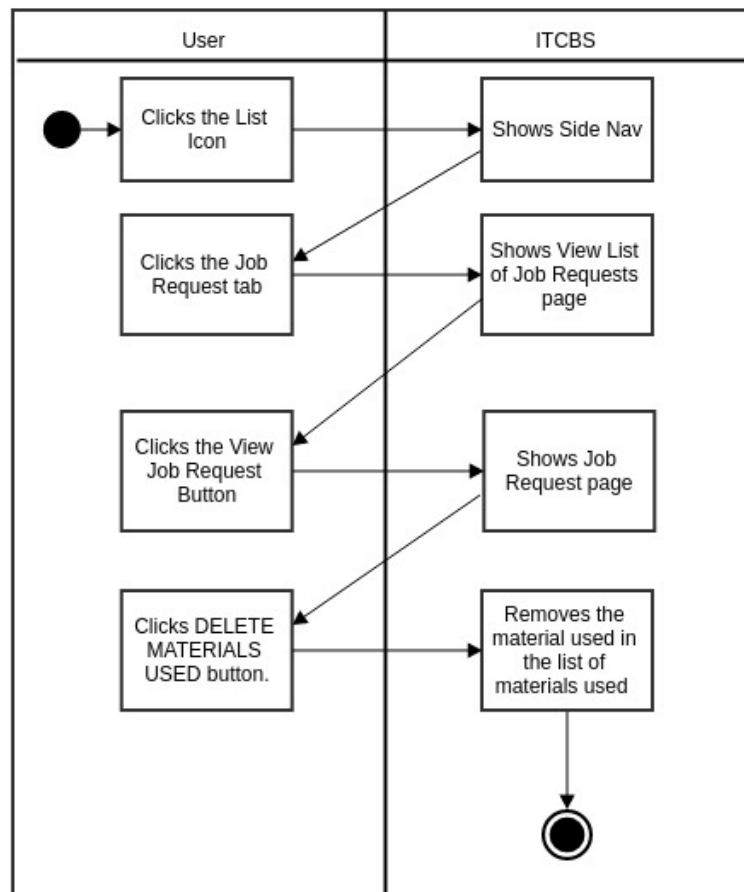 User
ITCBS
Clicks the List
Icon
Shows Side Nav
Clicks the Job
Request tab
Shows View List
of Job Requests
page
Clicks the View
Job Request
Button
Shows Job
Request page
Clicks DELETE
MATERIALS
USED button.
Removes the
material used in
the list of
materials used